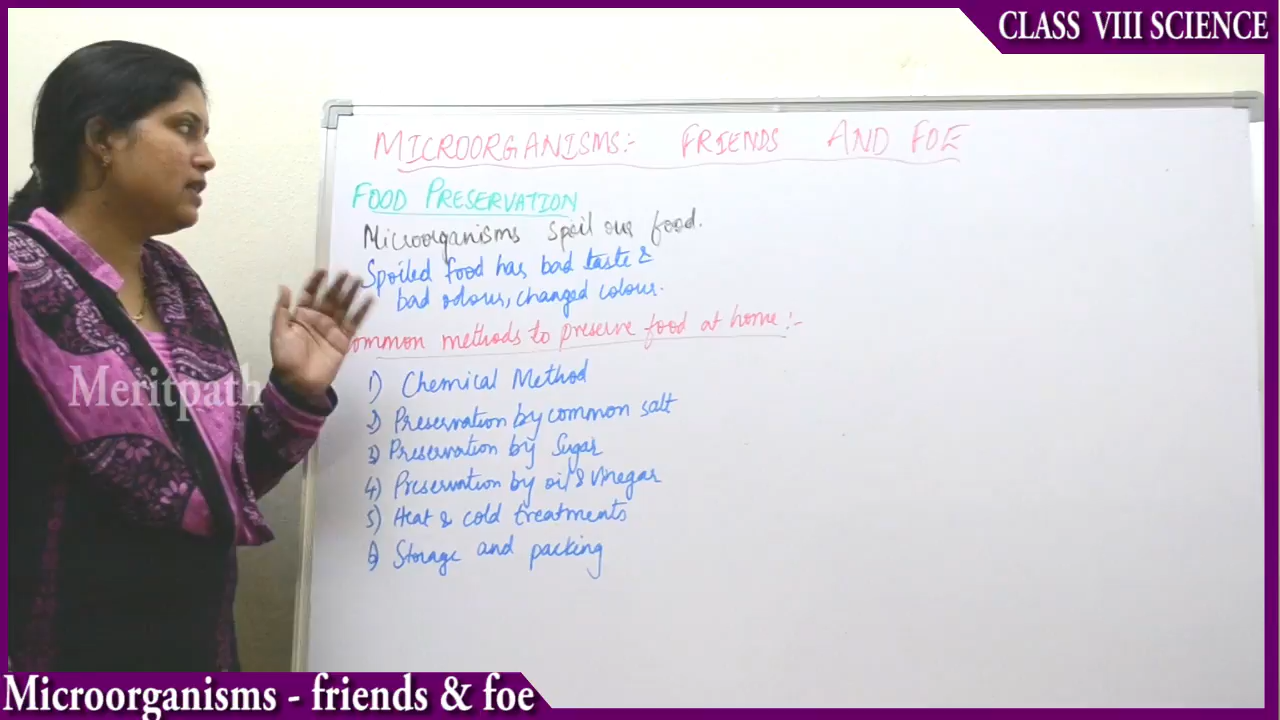 CLASS VIII SCIENCE
MICROORGANISMS:- FRIENDS AND FOE
FOOD PRESERVATION
Microorganisms spoil our food.
Spoiled food has bad taste &
bad odour, changed colour.
ommon methods to preserve food at home:-
1) Chemical Method
2) Preservation by common salt
3) Preservation by Sugar
4) Preservation by oil & Vinegar
5) Heat & cold treatments
6) Storage and packing
Meritpath
Microorganisms - friends & foe